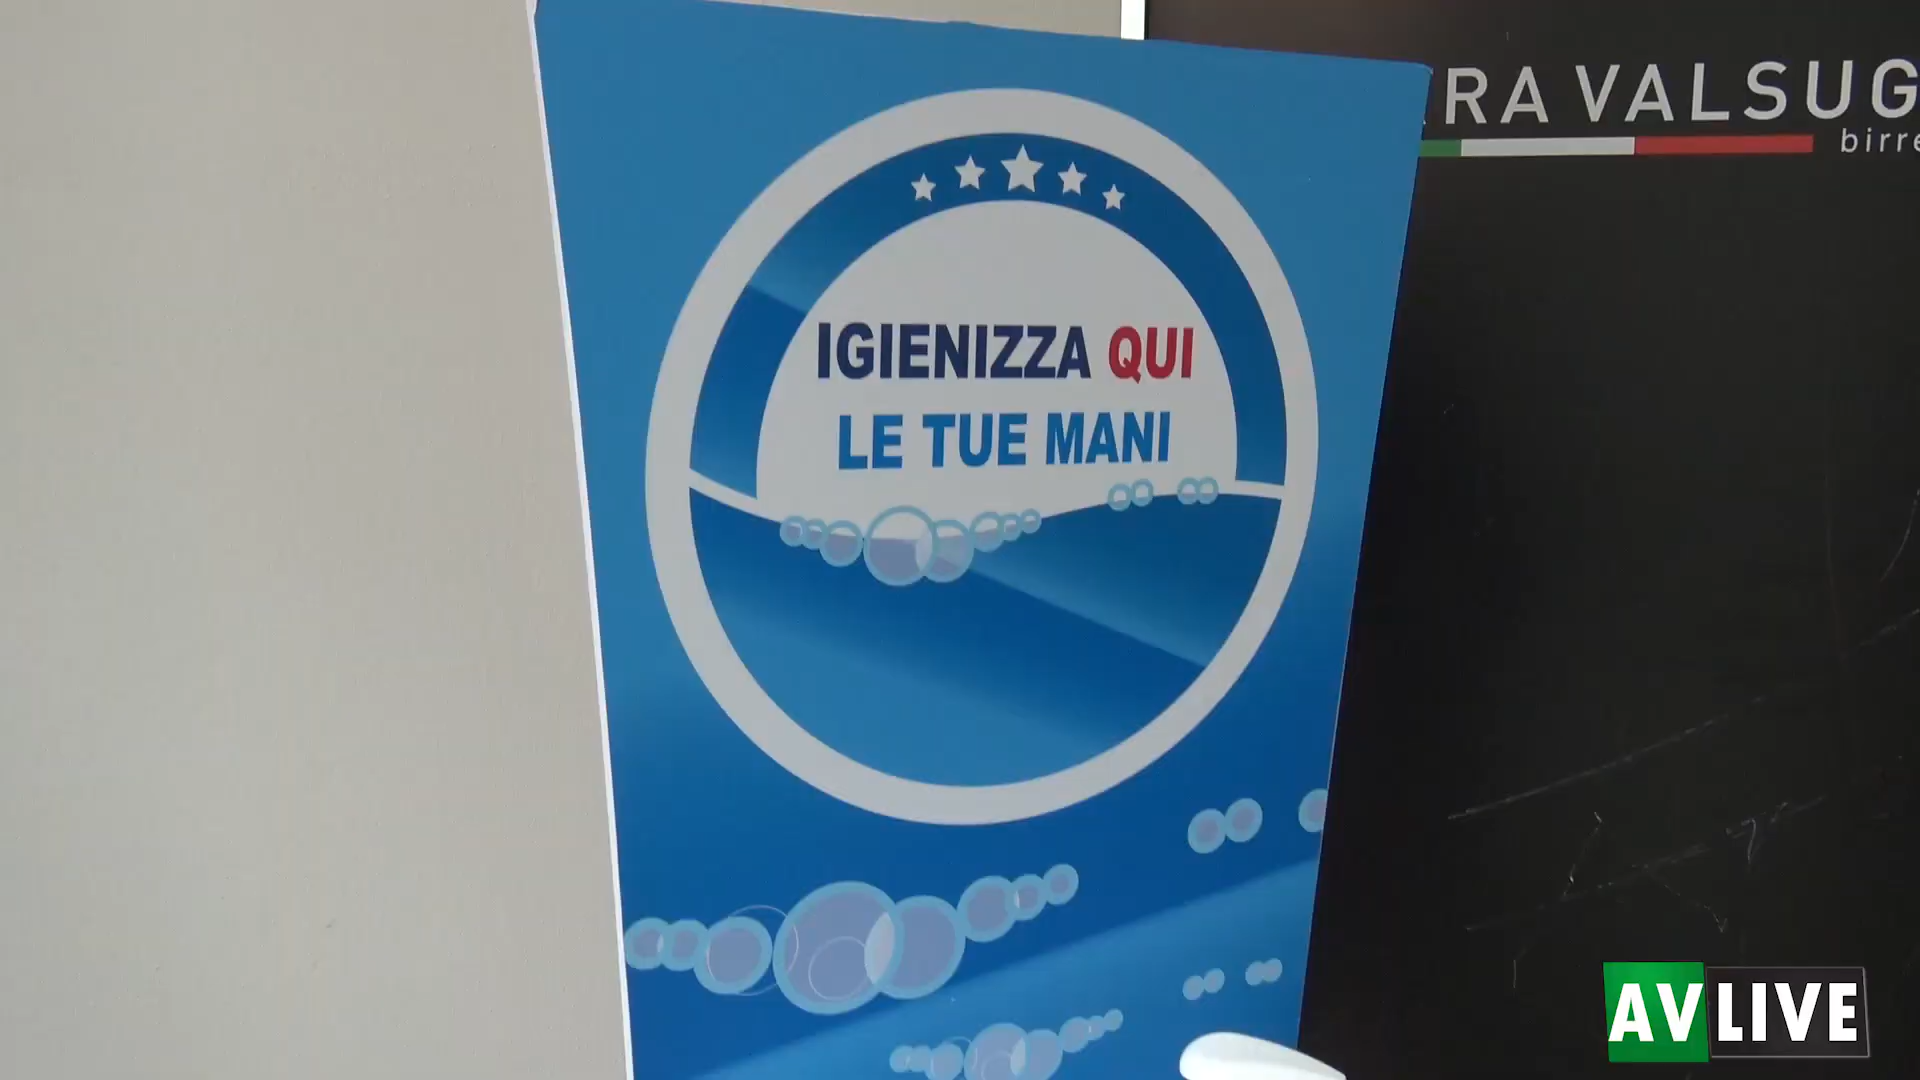 IGIENIZZA QUI
LE TUE MANI
RA VALSUG
birre
AVLIVE